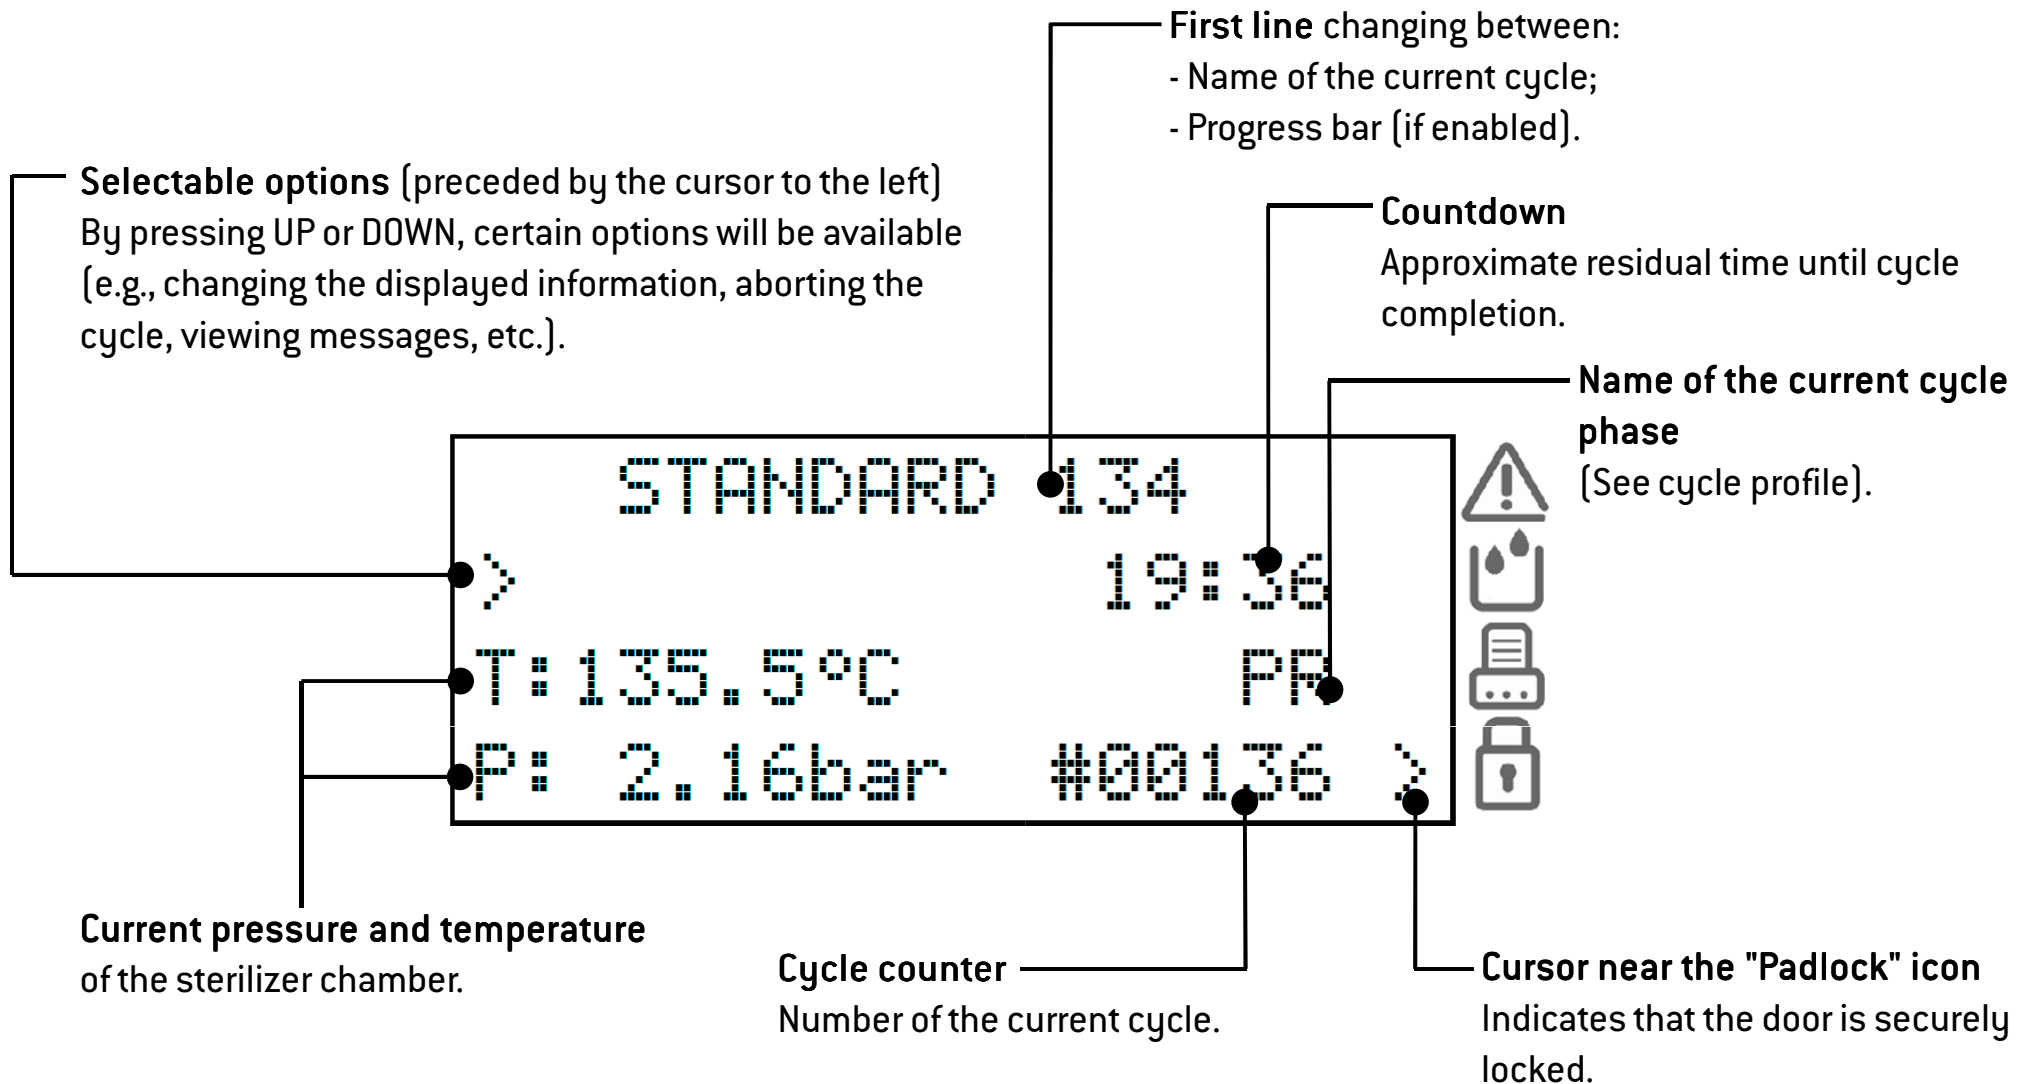 First line changing between:
- Name of the current cycle;
- Progress bar (if enabled).
Selectable options (preceded by the cursor to the left)
By pressing UP or DOWN, certain options will be available
(e.g., changing the displayed information, aborting the
cycle, viewing messages, etc.).
Countdown
Approximate residual time until cycle
completion.
Name of the current cycle
phase
(See cycle profile).
STANDARD 134
> 19:36
T:135.5°C PR
P: 2.16bar #00136 >
Current pressure and temperature
of the sterilizer chamber.
Cycle counter
Number of the current cycle.
Cursor near the "Padlock" icon
Indicates that the door is securely
locked.